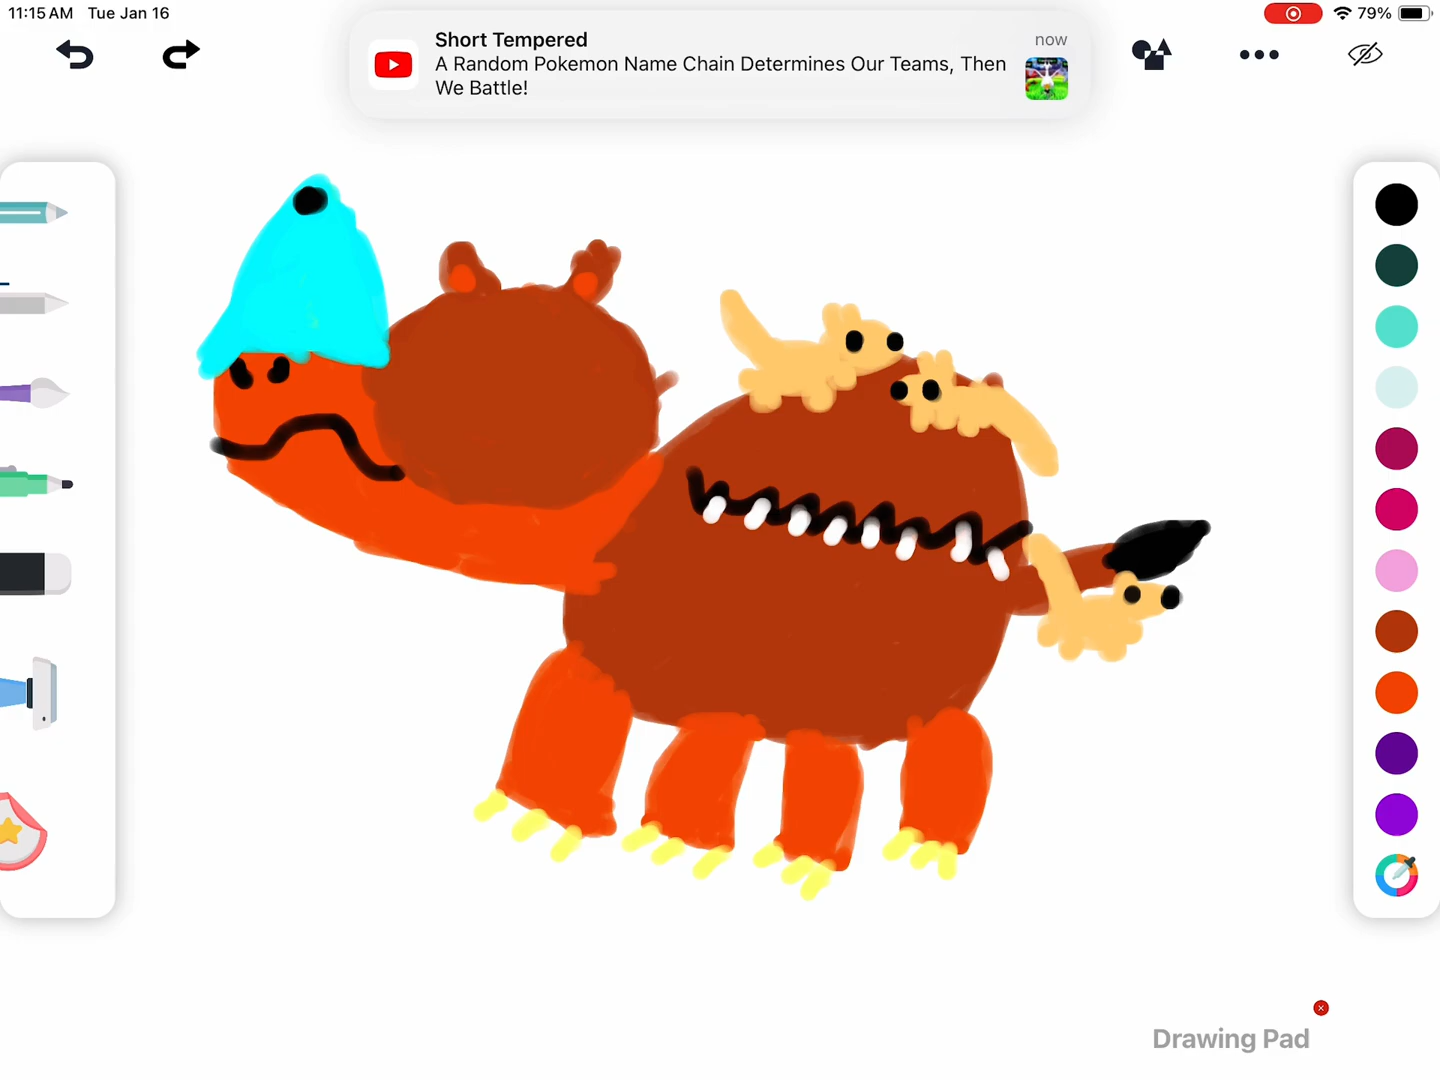 11:15 AM Tue Jan 16
79%
Short Tempered
now
A Random Pokemon Name Chain Determines Our Teams, Then
We Battle!
Drawing Pad